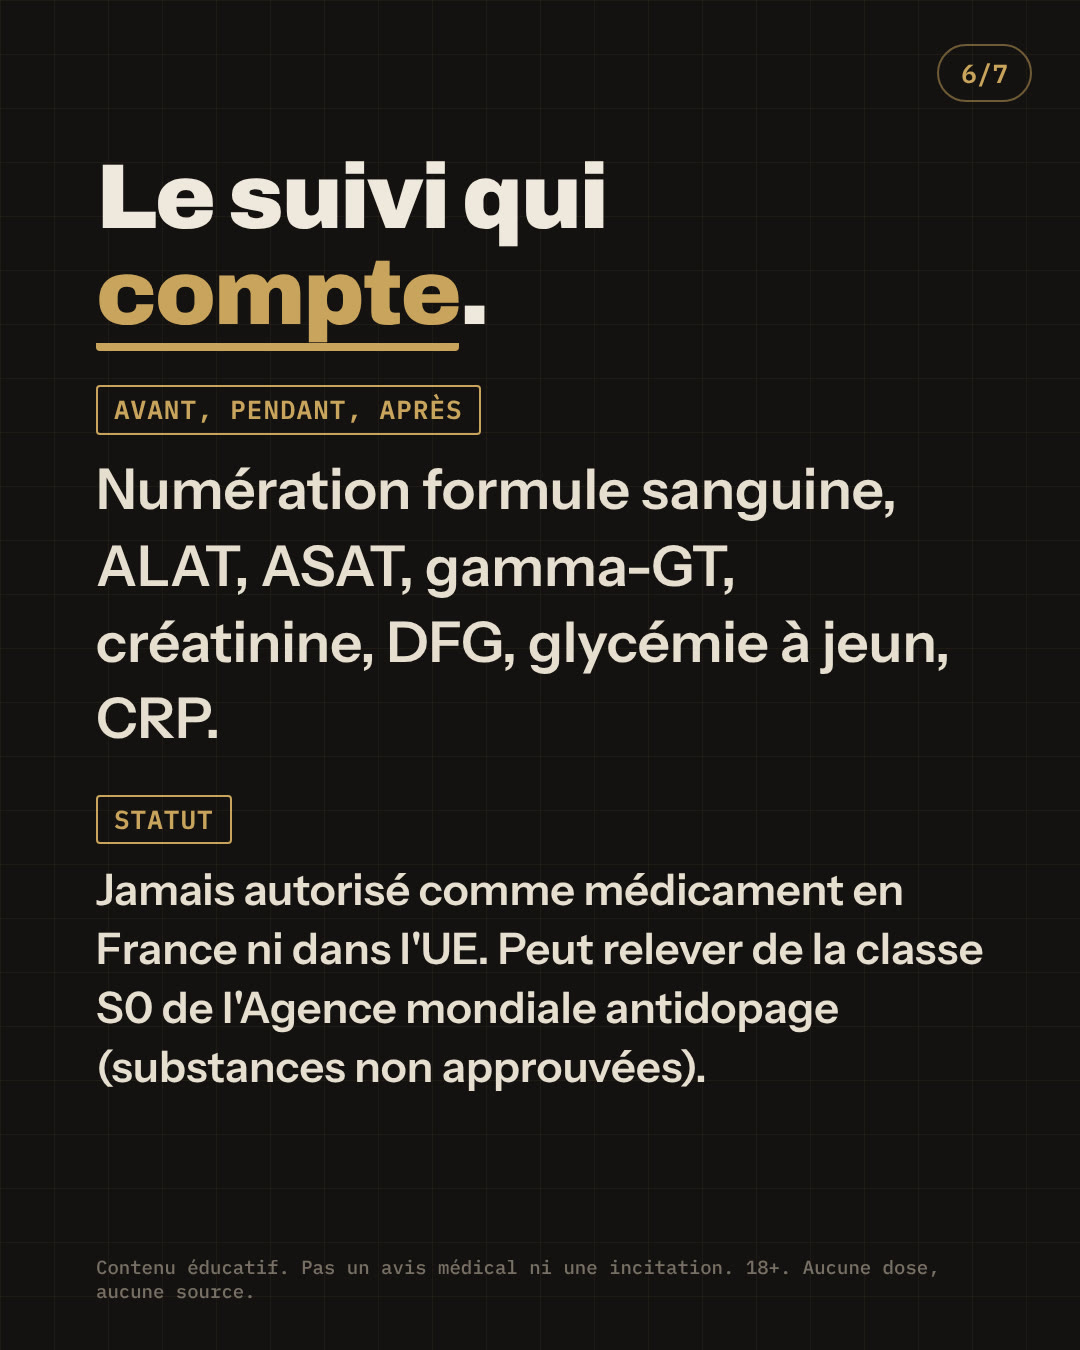 6/7
Le suivi qui
compte.
AVANT, PENDANT, APRÈS
Numération formule sanguine,
ALAT, ASAT, gamma-GT,
créatinine, DFG, glycémie à jeun,
CRP.
STATUT
Jamais autorisé comme médicament en
France ni dans l'UE. Peut relever de la classe
S0 de l'Agence mondiale antidopage
(substances non approuvées).
Contenu éducatif. Pas un avis médical ni une incitation. 18+. Aucune dose,
aucune source.